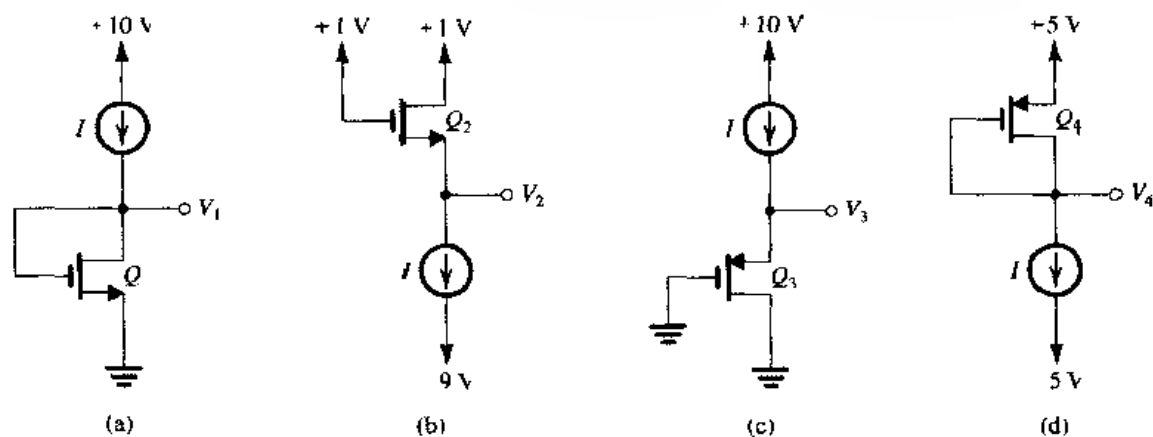 +10 V
I
V1
Q
(a)
+1 V
+1 V
Q2
V2
I
9 V
(b)
+10 V
I
V3
Q3
(c)
+5 V
Q4
V4
I
5 V
(d)